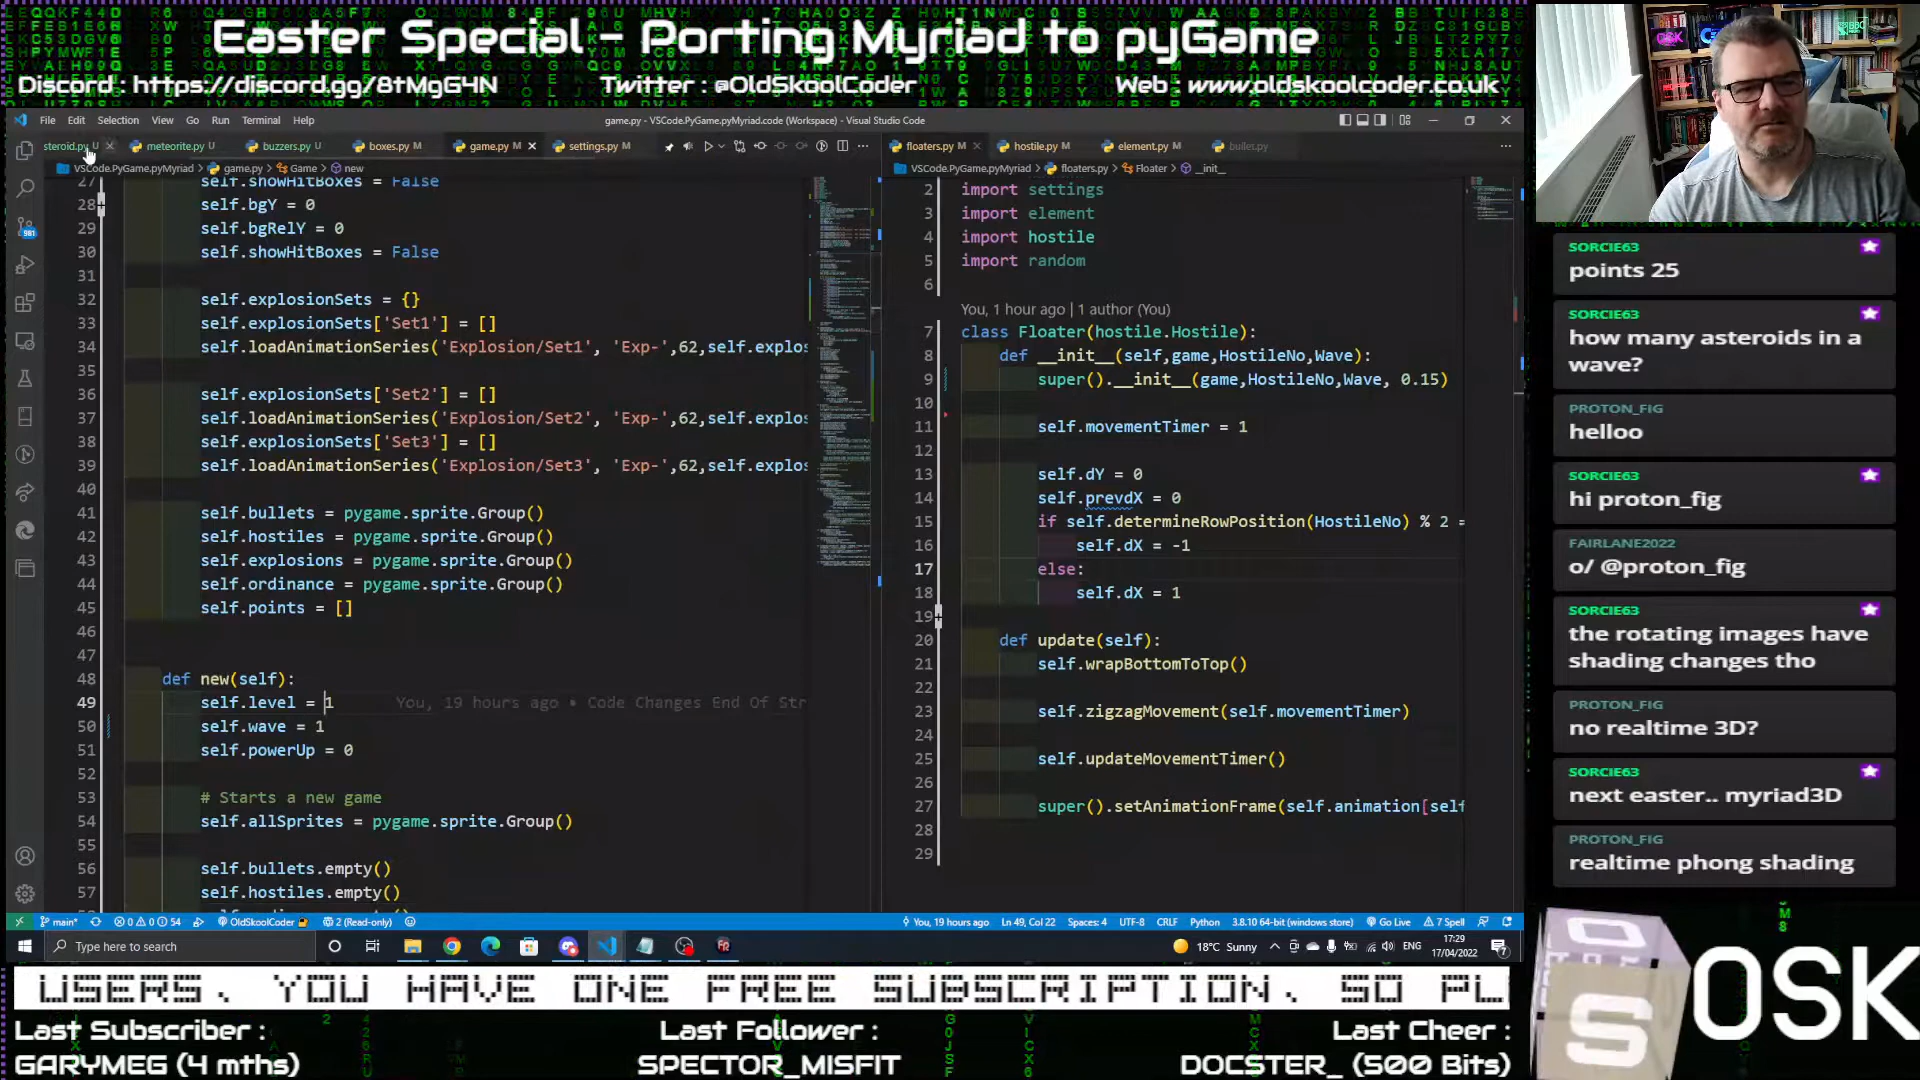 Easter Special - Porting Myriad to pyGame
Discord : https://discord.gg/8tMgG4N
Twitter : @OldSkoolCoder
Web : www.oldskoolcoder.co.uk
File Edit Selection View Go Run Terminal Help
game.py - VSCode.PyGame.pyMyriad.code (Workspace) - Visual Studio Code
steroid.py U
meteorite.py U
buzzers.py U
boxes.py M
game.py M
settings.py M
VSCode.PyGame.pyMyriad > game.py > Game > new
27 self.showHitBoxes = False
28 self.bgY = 0
29 self.bgRelY = 0
30 self.showHitBoxes = False
31
32 self.explosionSets = {}
33 self.explosionSets['Set1'] = []
34 self.loadAnimationSeries('Explosion/Set1', 'Exp-',62,self.explos
35
36 self.explosionSets['Set2'] = []
37 self.loadAnimationSeries('Explosion/Set2', 'Exp-',62,self.explos
38 self.explosionSets['Set3'] = []
39 self.loadAnimationSeries('Explosion/Set3', 'Exp-',62,self.explos
40
41 self.bullets = pygame.sprite.Group()
42 self.hostiles = pygame.sprite.Group()
43 self.explosions = pygame.sprite.Group()
44 self.ordinance = pygame.sprite.Group()
45 self.points = []
46
47
48 def new(self):
49 self.level = 1 You, 19 hours ago • Code Changes End Of Str
50 self.wave = 1
51 self.powerUp = 0
52
53 # Starts a new game
54 self.allSprites = pygame.sprite.Group()
55
56 self.bullets.empty()
57 self.hostiles.empty()
floaters.py M
hostile.py M
element.py M
bullet.py
VSCode.PyGame.pyMyriad > floaters.py > Floater > __init__
2 import settings
3 import element
4 import hostile
5 import random
6
You, 1 hour ago | 1 author (You)
7 class Floater(hostile.Hostile):
8 def __init__(self,game,HostileNo,Wave):
9 super().__init__(game,HostileNo,Wave, 0.15)
10
11 self.movementTimer = 1
12
13 self.dY = 0
14 self.prevdX = 0
15 if self.determineRowPosition(HostileNo) % 2 =
16 self.dX = -1
17 else:
18 self.dX = 1
19
20 def update(self):
21 self.wrapBottomToTop()
22
23 self.zigzagMovement(self.movementTimer)
24
25 self.updateMovementTimer()
26
27 super().setAnimationFrame(self.animation[self
28
29
981
main* 0 0 54 OldSkoolCoder 2 (Read-only)
You, 19 hours ago Ln 49, Col 22 Spaces: 4 UTF-8 CRLF Python 3.8.10 64-bit (windows store) Go Live 7 Spell
Type here to search
18°C Sunny ENG 17:29
17/04/2022
SORCIE63
points 25
SORCIE63
how many asteroids in a
wave?
PROTON_FIG
helloo
SORCIE63
hi proton_fig
FAIRLANE2022
o/ @proton_fig
SORCIE63
the rotating images have
shading changes tho
PROTON_FIG
no realtime 3D?
SORCIE63
next easter.. myriad3D
PROTON_FIG
realtime phong shading
USERS. YOU HAVE ONE FREE SUBSCRIPTION. SO PL
Last Subscriber :
GARYMEG (4 mths)
Last Follower :
SPECTOR_MISFIT
Last Cheer :
DOCSTER_ (500 Bits)
OSK